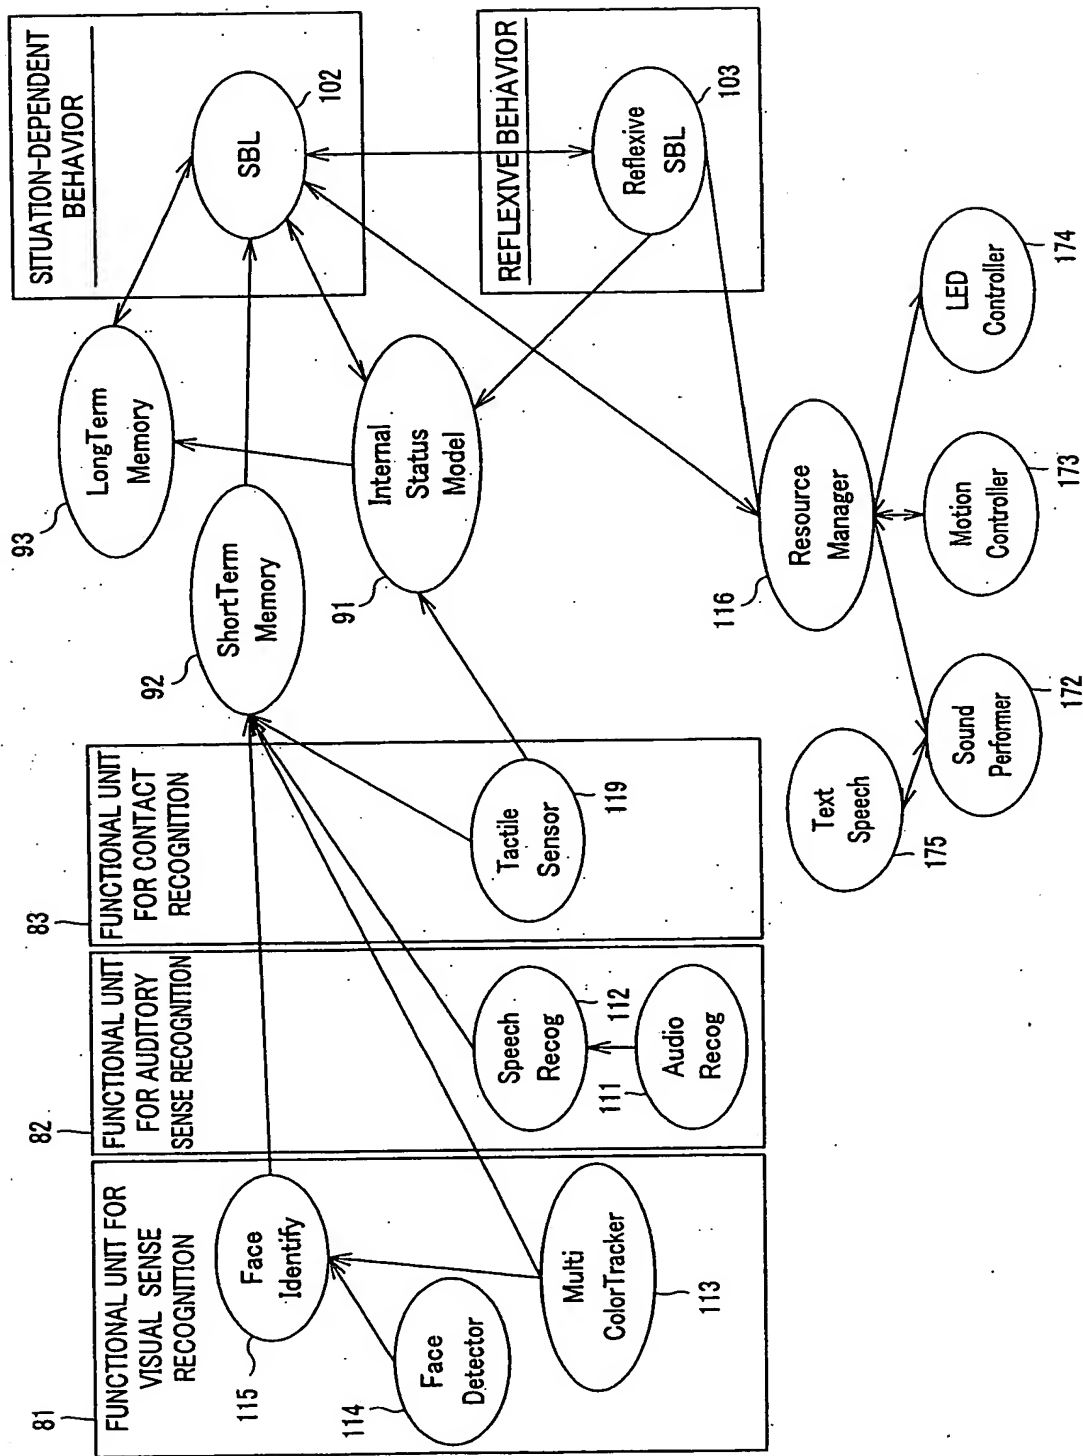 81
FUNCTIONAL UNIT FOR
VISUAL SENSE
RECOGNITION
115
Face
Identify
114
Face
Detector
Multi
ColorTracker
113
82
FUNCTIONAL UNIT
FOR AUDITORY
SENSE RECOGNITION
Speech
Recog
112
111
Audio
Recog
83
FUNCTIONAL UNIT
FOR CONTACT
RECOGNITION
Tactile
Sensor
119
92
ShortTerm
Memory
93
LongTerm
Memory
91
Internal
Status
Model
SITUATION-DEPENDENT
BEHAVIOR
SBL
102
REFLEXIVE BEHAVIOR
Reflexive
SBL
103
116
Resource
Manager
Text
Speech
175
Sound
Performer
172
Motion
Controller
173
LED
Controller
174